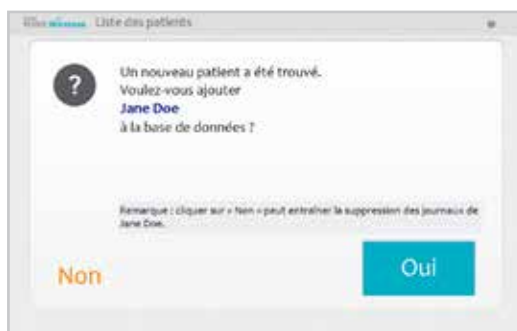 Liste des patients
?
Un nouveau patient a été trouvé.
Voulez-vous ajouter
Jane Doe
à la base de données ?
Remarque : cliquer sur « Non » peut entraîner la suppression des journaux de
Jane Doe.
Non
Oui